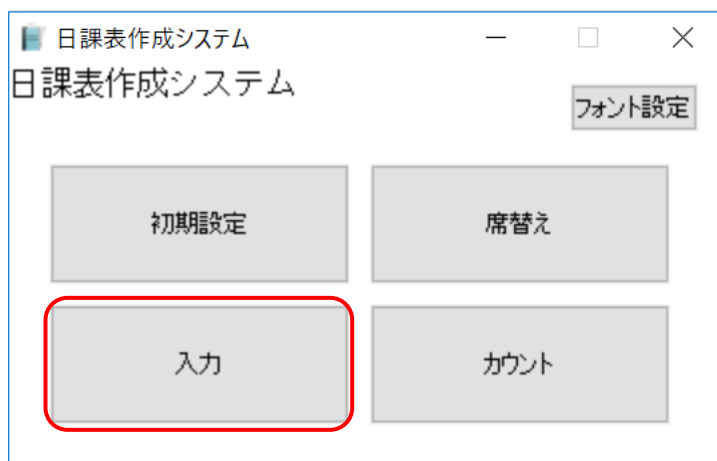 日課表作成システム
日課表作成システム
フォント設定
初期設定
席替え
入力
カウント